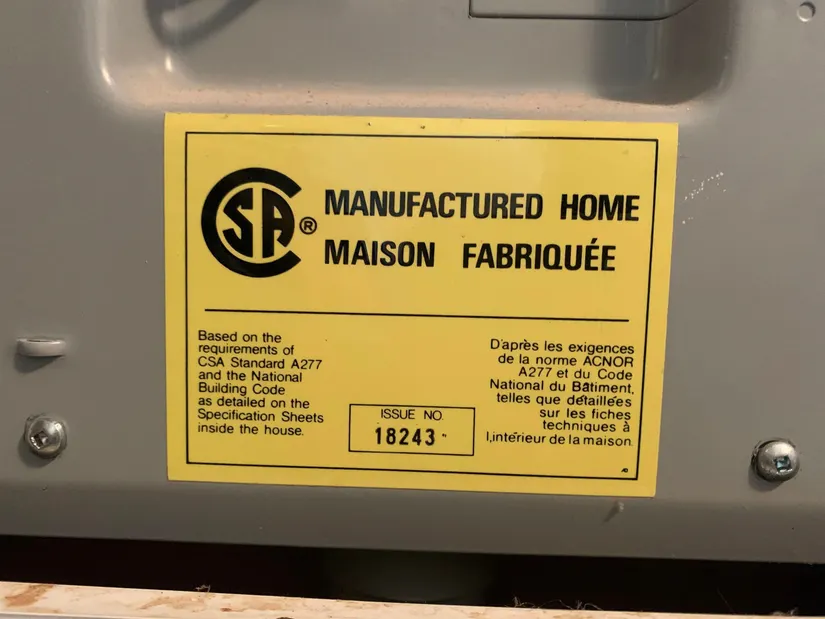 CSA®
MANUFACTURED HOME
MAISON FABRIQUÉE
Based on the
requirements of
CSA Standard A277
and the National
Building Code
as detailed on the
Specification Sheets
inside the house.
ISSUE NO.
18243
D'après les exigences
de la norme ACNOR
A277 et du Code
National du Bâtiment,
telles que détaillées
sur les fiches
techniques à
l,intérieur de la maison.